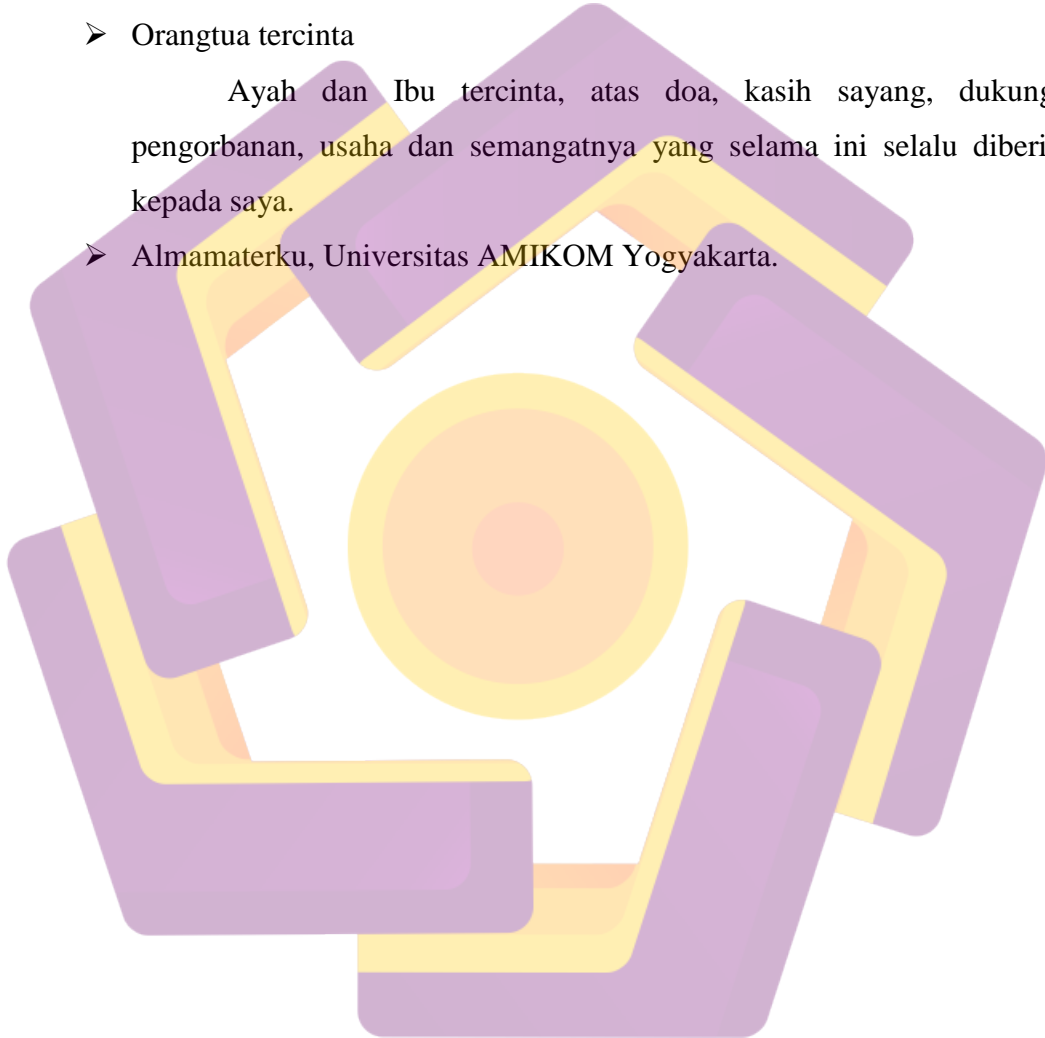 ➢ Orangtua tercinta
Ayah dan Ibu tercinta, atas doa, kasih sayang, dukung
pengorbanan, usaha dan semangatnya yang selama ini selalu diberi
kepada saya.
➢ Almamaterku, Universitas AMIKOM Yogyakarta.